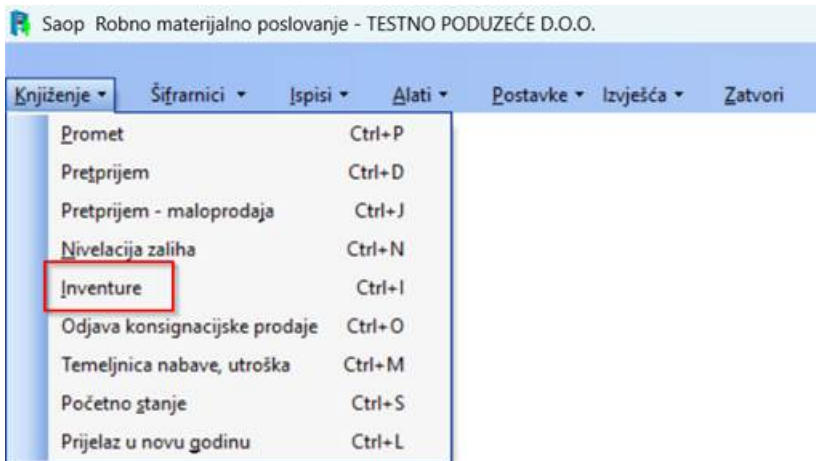 Saop Robno materijalno poslovanje - TESTNO PODUZEĆE D.O.O.
Knjiženje Šifrarnici Ispisi Alati Postavke Izvješća Zatvori
Promet Ctrl+P
Pretprijem Ctrl+D
Pretprijem - maloprodaja Ctrl+J
Nivelacija zaliha Ctrl+N
Inventure Ctrl+I
Odjava konsignacijske prodaje Ctrl+O
Temeljnica nabave, utroška Ctrl+M
Početno stanje Ctrl+S
Prijelaz u novu godinu Ctrl+L